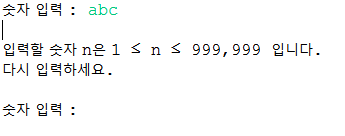 숫자 입력 : abc
입력할 숫자 n은 1 ≤ n ≤ 999,999 입니다.
다시 입력하세요.
숫자 입력 :